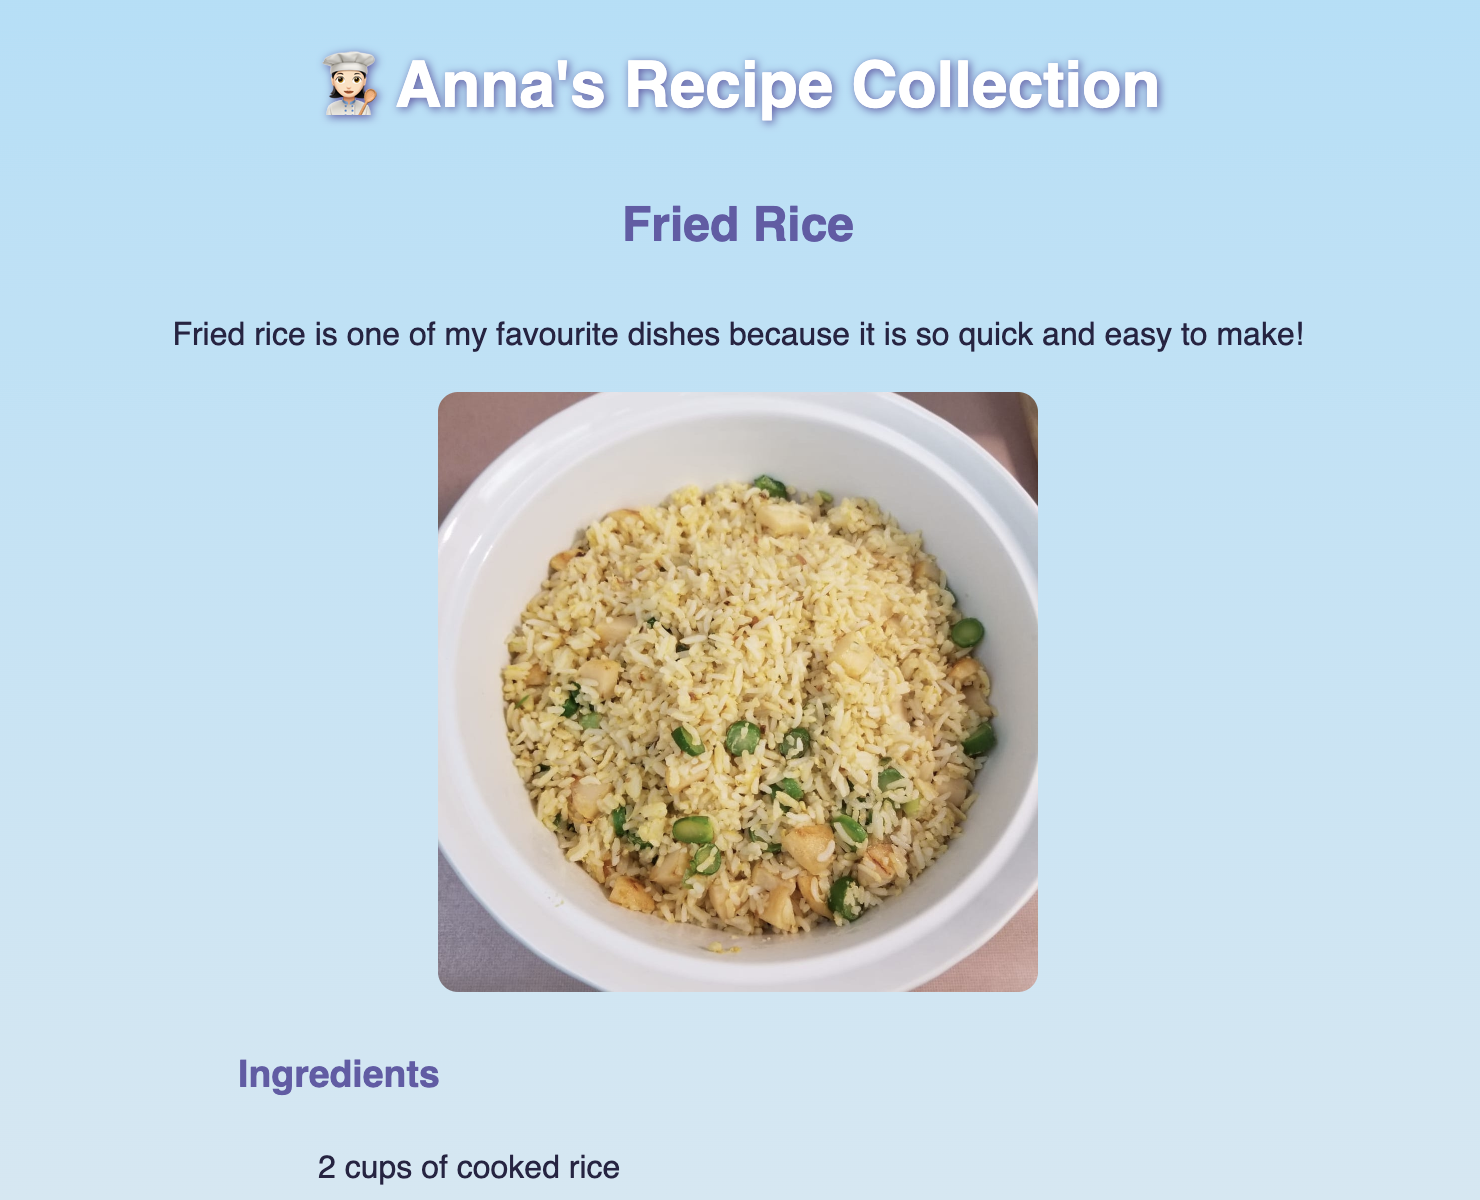 Anna's Recipe Collection
Fried Rice
Fried rice is one of my favourite dishes because it is so quick and easy to make!
Ingredients
2 cups of cooked rice